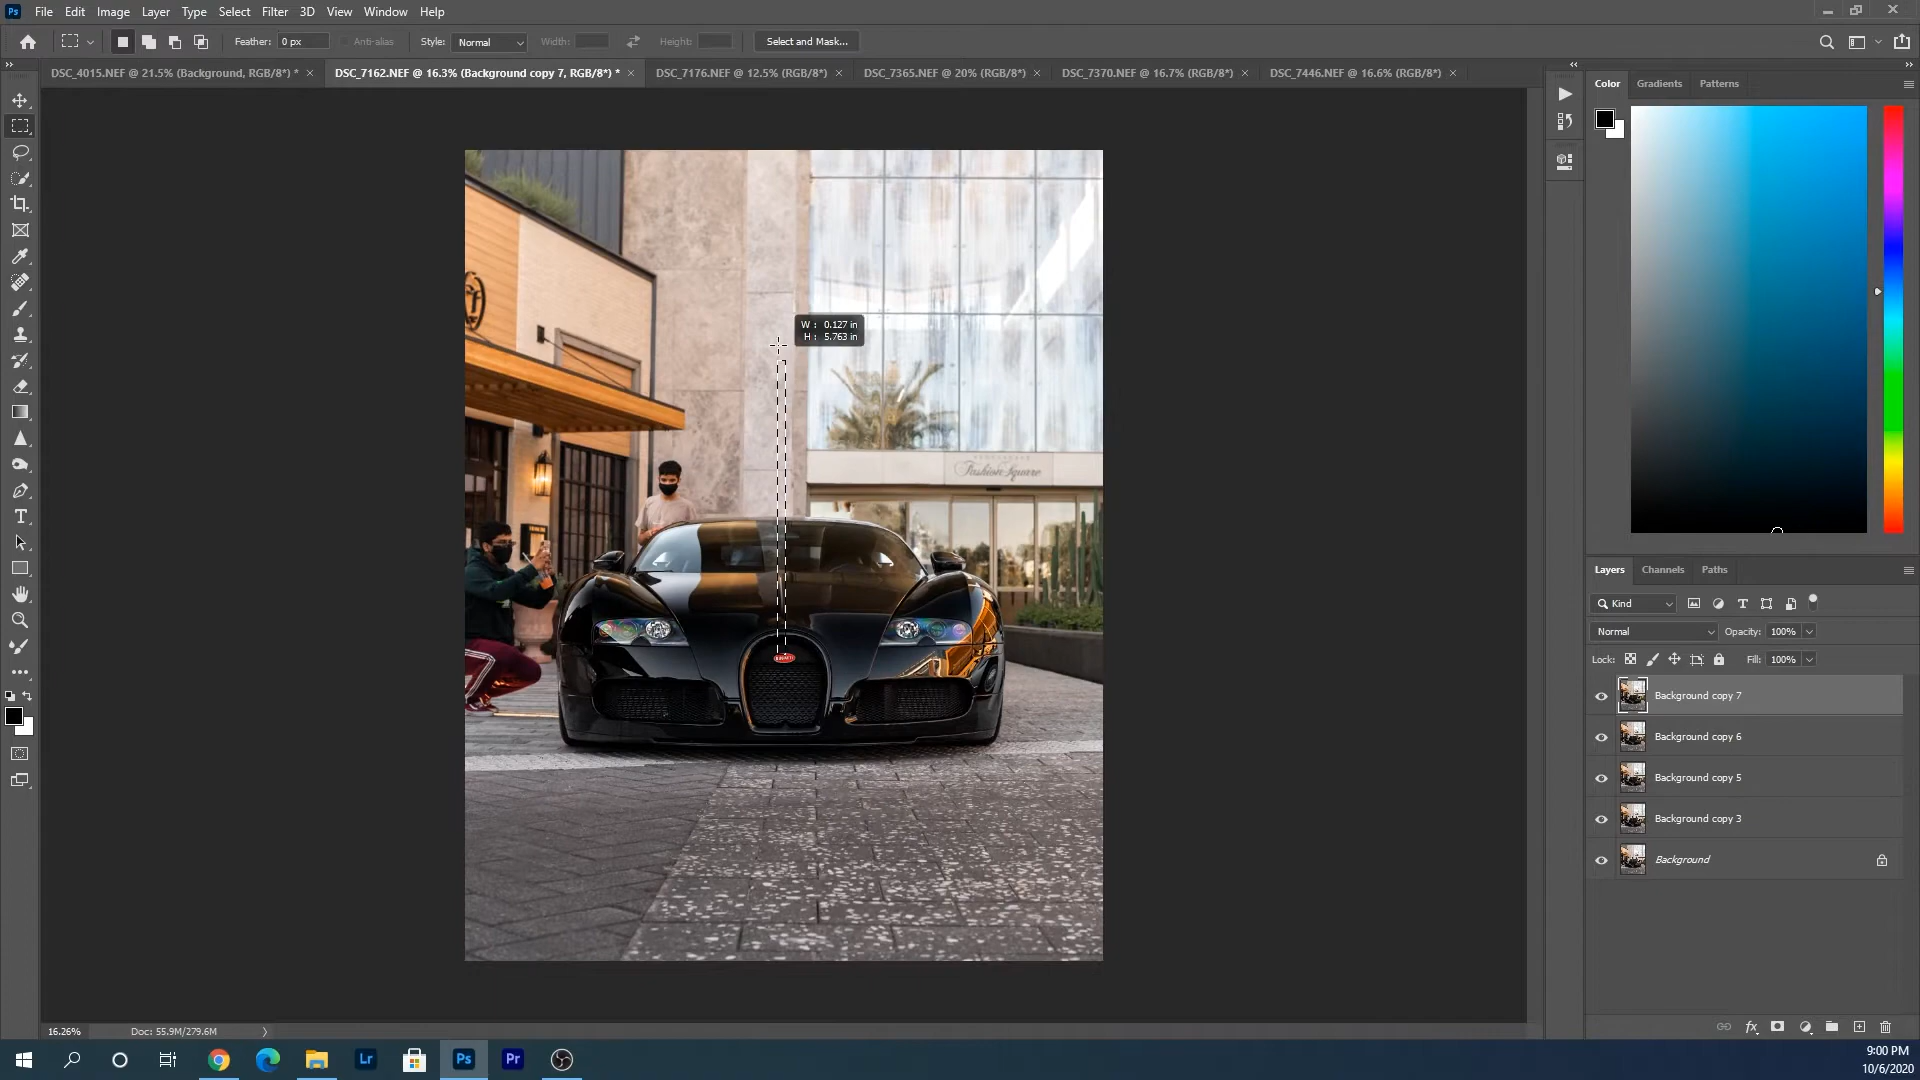 Ps File Edit Image Layer Type Select Filter 3D View Window Help
Feather: 0 px Anti-alias Style: Normal Width: Height: Select and Mask...
DSC_4015.NEF @ 21.5% (Background, RGB/8*) * DSC_7162.NEF @ 16.3% (Background copy 7, RGB/8*) * DSC_7176.NEF @ 12.5% (RGB/8*) DSC_7365.NEF @ 20% (RGB/8*) DSC_7370.NEF @ 16.7% (RGB/8*) DSC_7446.NEF @ 16.6% (RGB/8*)
Color Gradients Patterns
W : 0.127 in
H : 5.763 in
Fashion Square
Layers Channels Paths
Kind
Normal Opacity: 100%
Lock: Fill: 100%
Background copy 7
Background copy 6
Background copy 5
Background copy 3
Background
16.26% Doc: 55.9M/279.6M
Lr Ps Pr
9:00 PM
10/6/2020